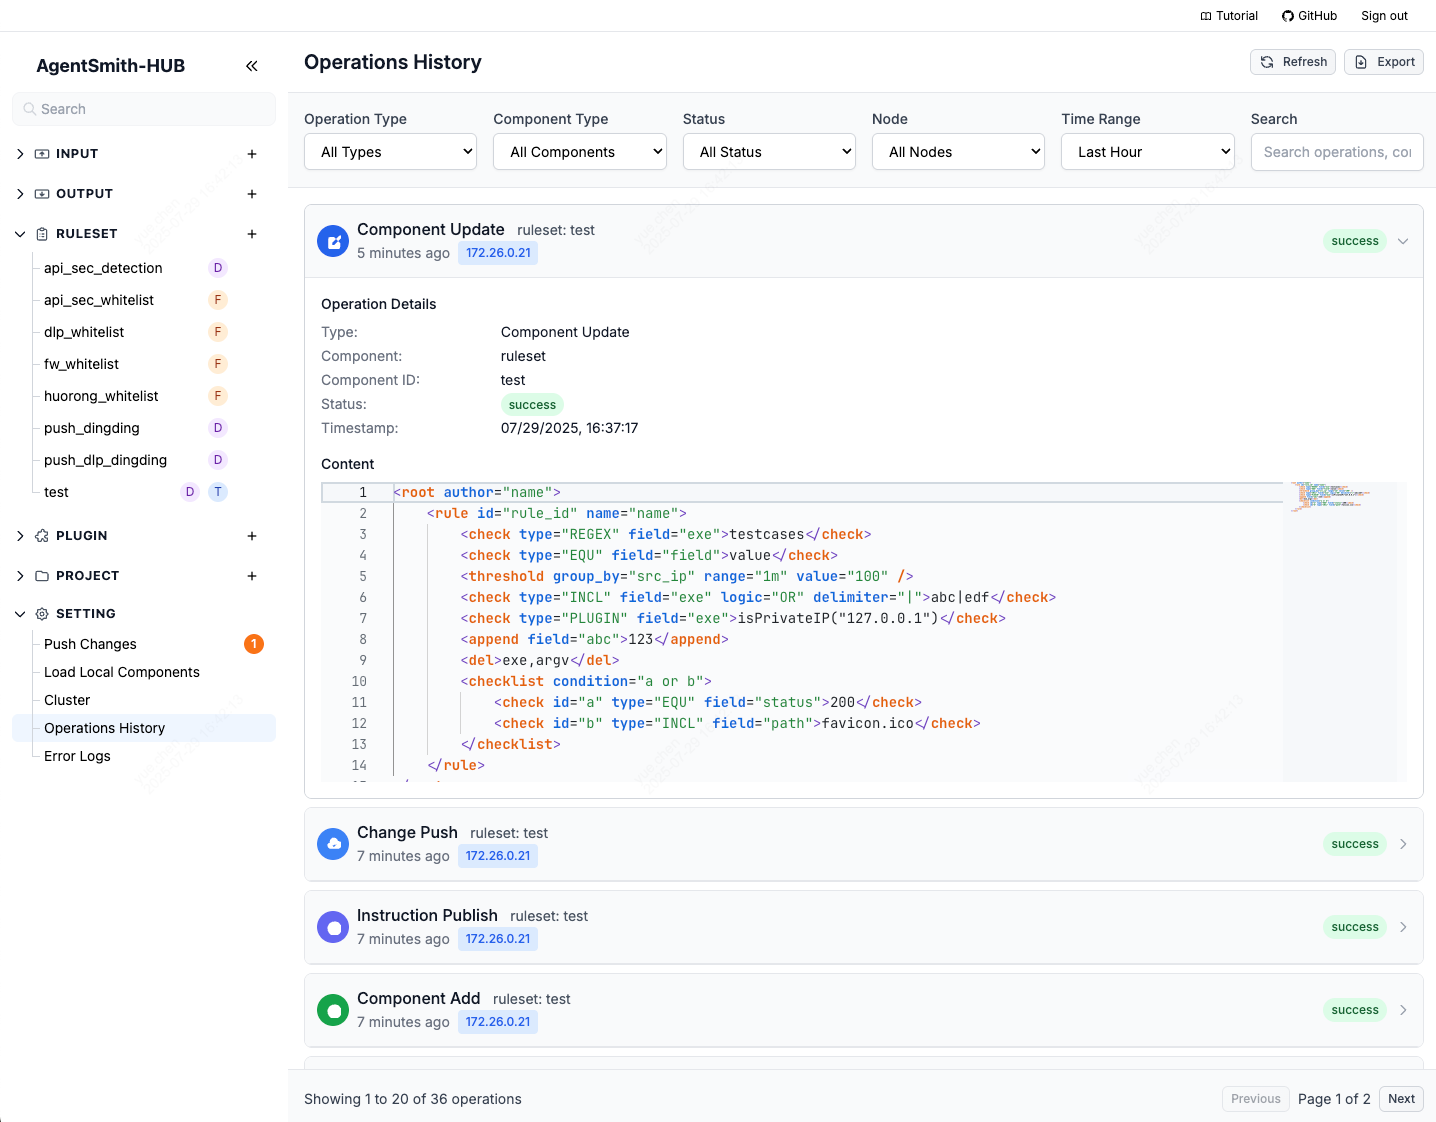 Tutorial GitHub Sign out
AgentSmith-HUB
Search
INPUT
OUTPUT
RULESET
api_sec_detection D
api_sec_whitelist F
dlp_whitelist F
fw_whitelist F
huorong_whitelist F
push_dingding D
push_dlp_dingding D
test D T
PLUGIN
PROJECT
SETTING
Push Changes 1
Load Local Components
Cluster
Operations History
Error Logs
Operations History
Refresh Export
Operation Type Component Type Status Node Time Range Search
All Types All Components All Status All Nodes Last Hour Search operations, co
Component Update ruleset: test
5 minutes ago 172.26.0.21
success
Operation Details
Type: Component Update
Component: ruleset
Component ID: test
Status: success
Timestamp: 07/29/2025, 16:37:17
Content
1 <root author="name">
2 <rule id="rule_id" name="name">
3 <check type="REGEX" field="exe">testcases</check>
4 <check type="EQU" field="field">value</check>
5 <threshold group_by="src_ip" range="1m" value="100" />
6 <check type="INCL" field="exe" logic="OR" delimiter="|">abc|edf</check>
7 <check type="PLUGIN" field="exe">isPrivateIP("127.0.0.1")</check>
8 <append field="abc">123</append>
9 <del>exe,argv</del>
10 <checklist condition="a or b">
11 <check id="a" type="EQU" field="status">200</check>
12 <check id="b" type="INCL" field="path">favicon.ico</check>
13 </checklist>
14 </rule>
Change Push ruleset: test
7 minutes ago 172.26.0.21
success
Instruction Publish ruleset: test
7 minutes ago 172.26.0.21
success
Component Add ruleset: test
7 minutes ago 172.26.0.21
success
Showing 1 to 20 of 36 operations
Previous Page 1 of 2 Next